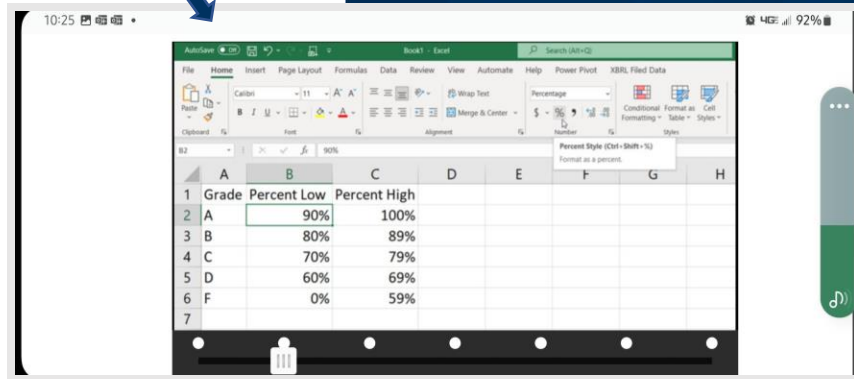 10:25
4G 92%
AutoSave Off Book1 - Excel Search (Alt+Q)
File Home Insert Page Layout Formulas Data Review View Automate Help Power Pivot XBRL Filed Data
Calibri 11 A A Wrap Text Percentage
Paste B I U A Merge & Center $ % , Conditional Format as Cell
Formatting Table Styles
Clipboard Font Alignment Number Styles
B2 fx 90% Percent Style (Ctrl+Shift+%)
Format as a percent.
A B C D E F G H
1 Grade Percent Low Percent High
2 A 90% 100%
3 B 80% 89%
4 C 70% 79%
5 D 60% 69%
6 F 0% 59%
7